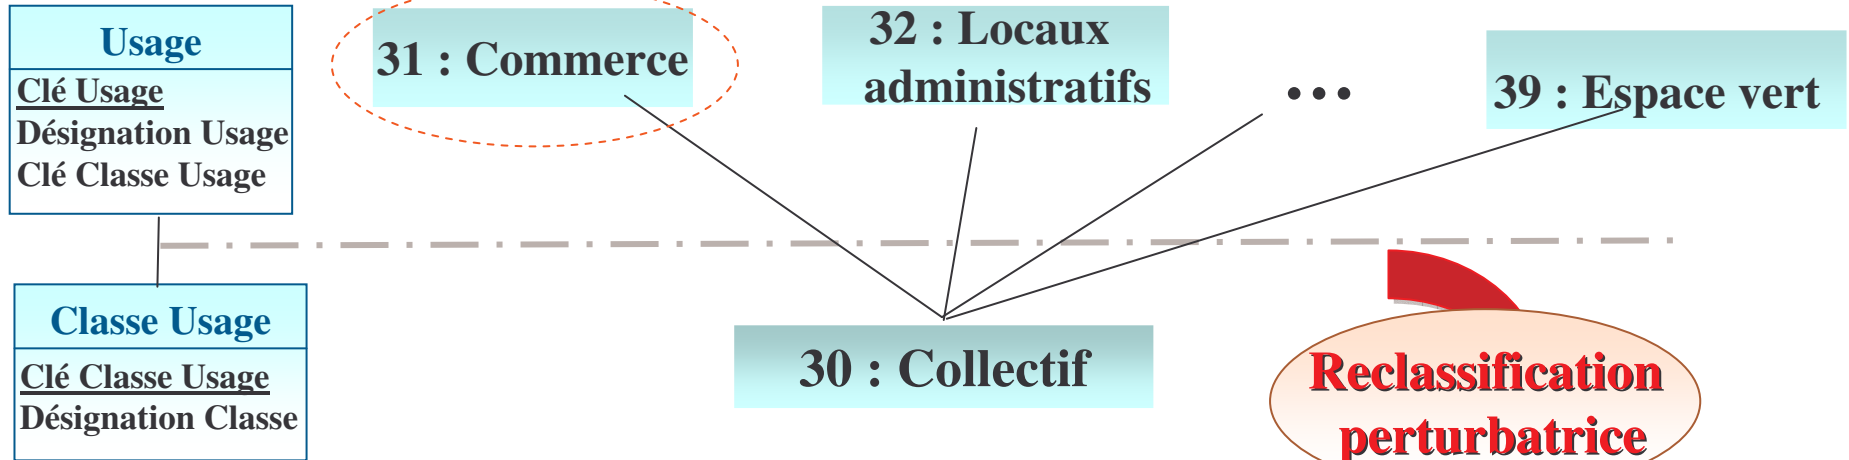 Usage
Clé Usage
Désignation Usage
Clé Classe Usage
31 : Commerce
32 : Locaux
administratifs
...
39 : Espace vert
Classe Usage
Clé Classe Usage
Désignation Classe
30 : Collectif
Reclassification
perturbatrice